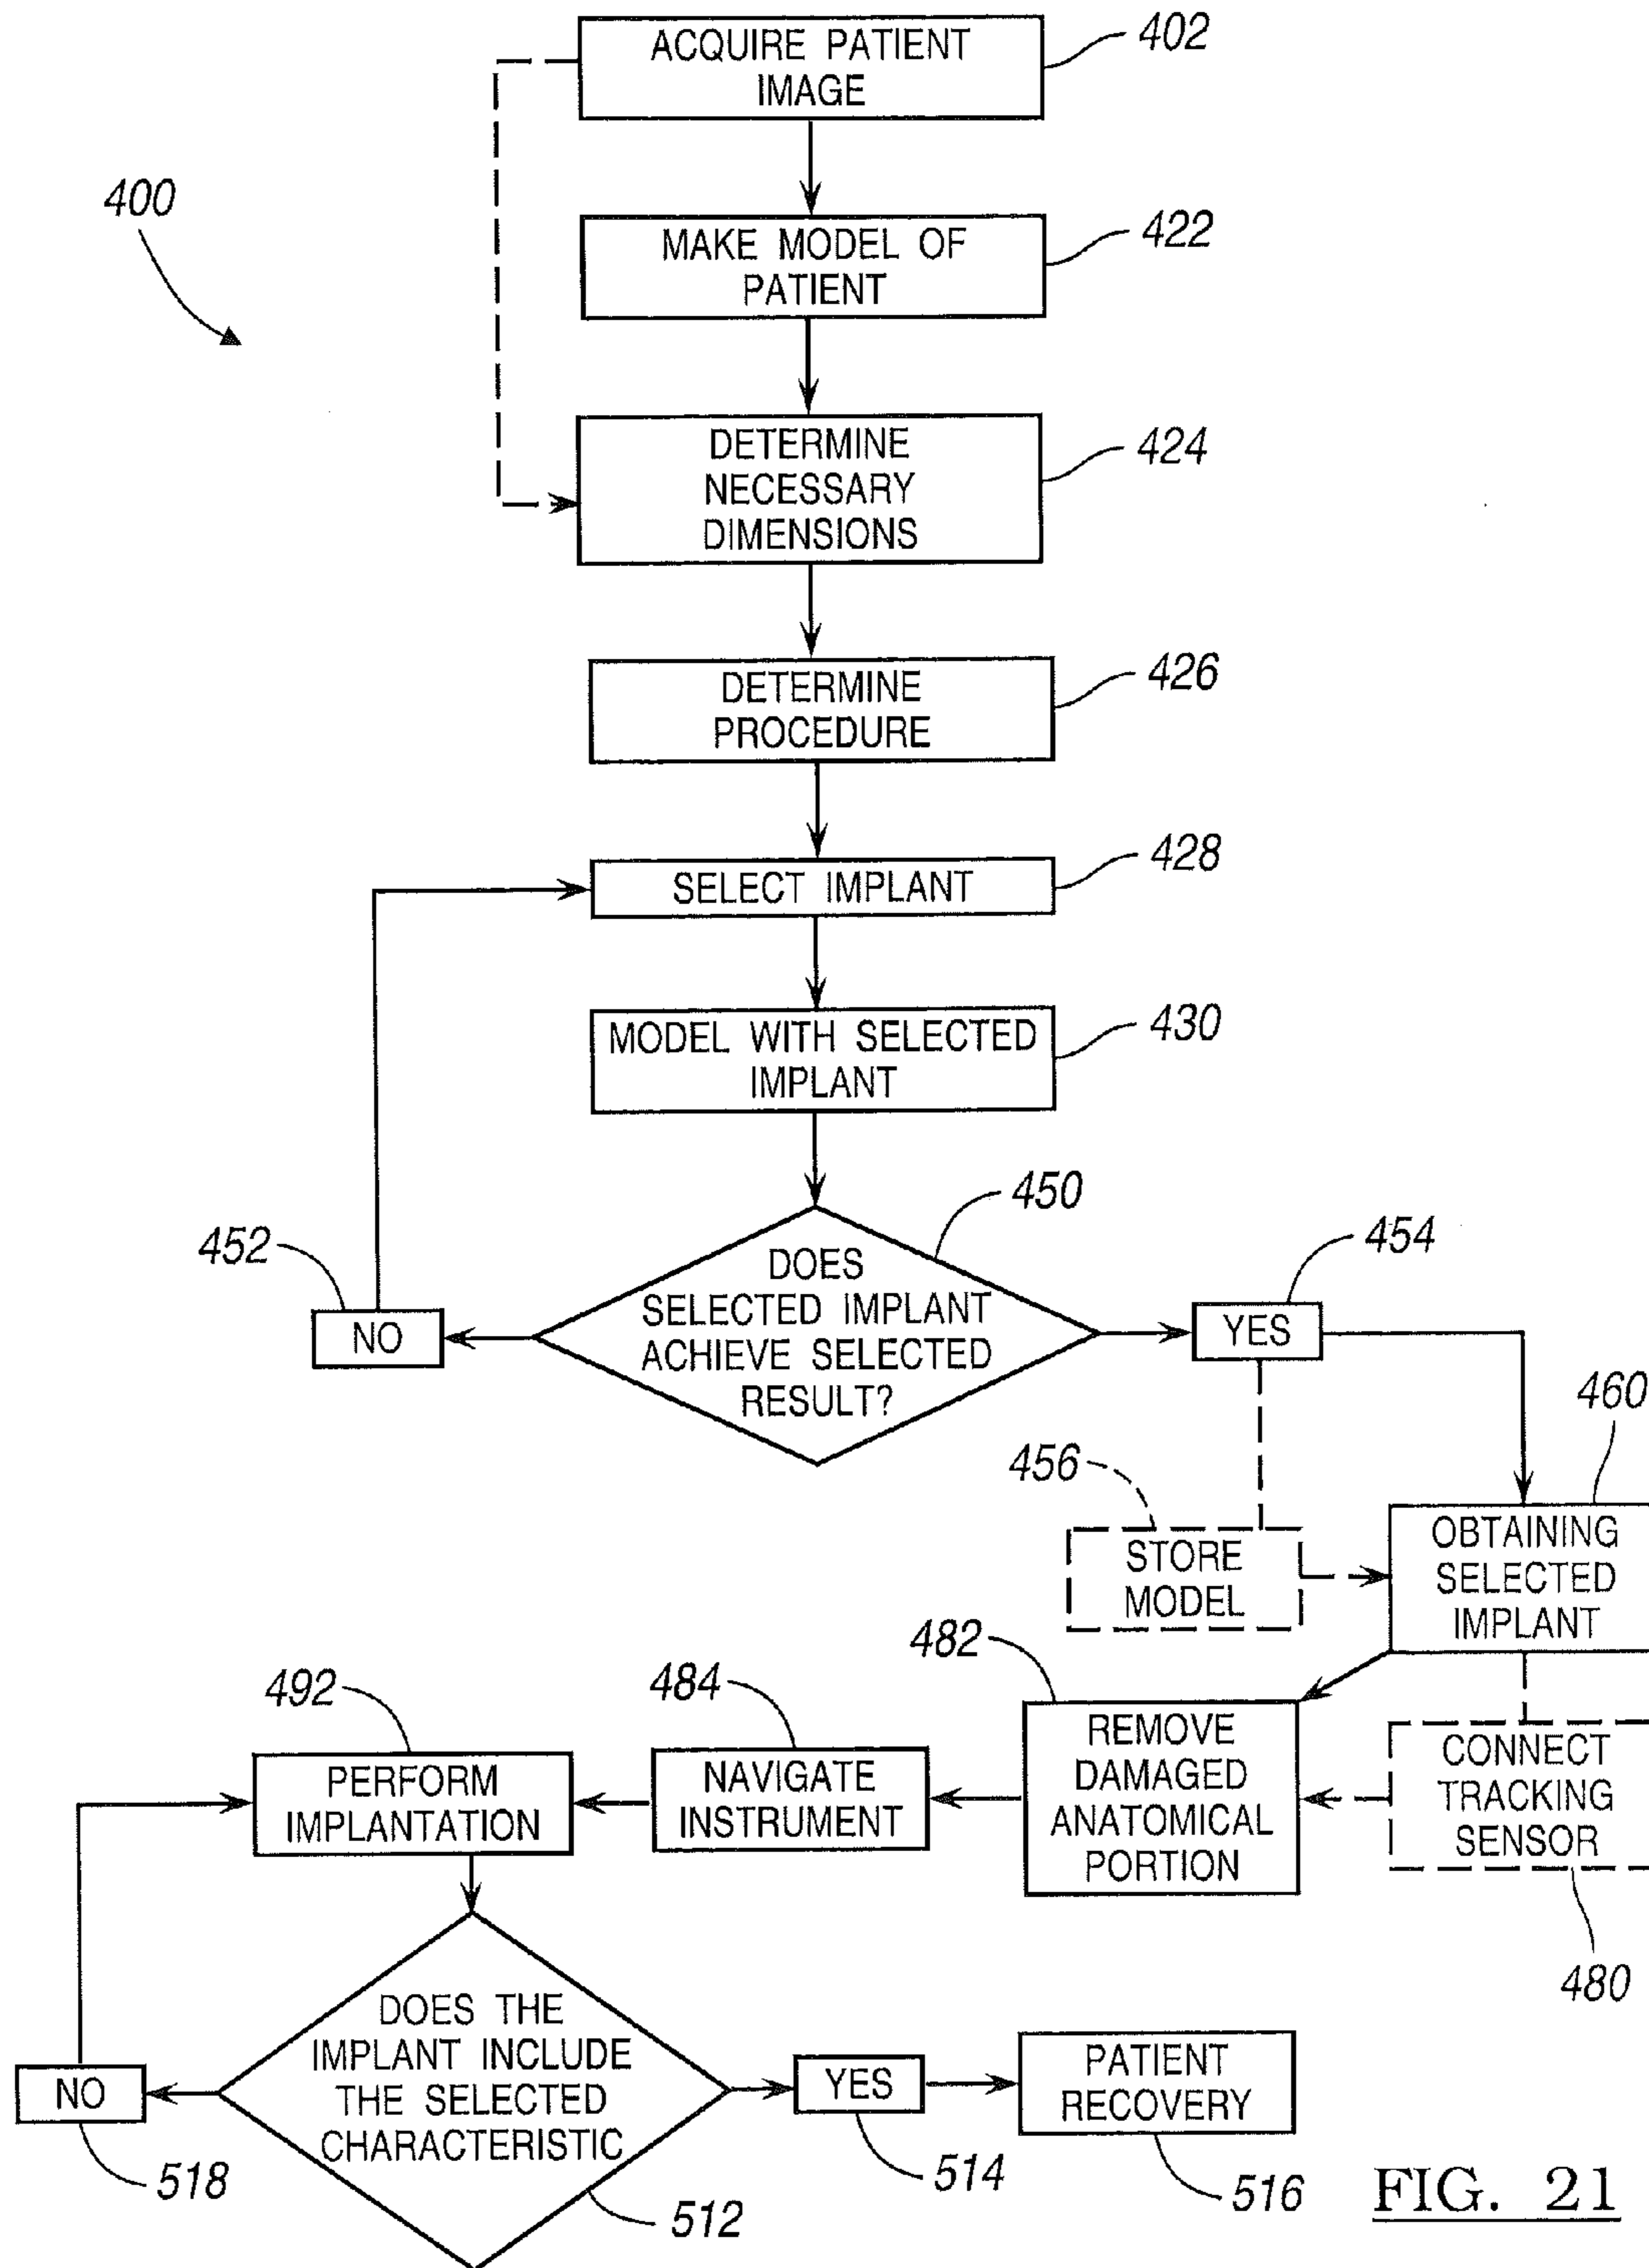 ACQUIRE PATIENT
IMAGE
402
400
MAKE MODEL OF
PATIENT
422
DETERMINE
NECESSARY
DIMENSIONS
424
DETERMINE
PROCEDURE
426
SELECT IMPLANT
428
MODEL WITH SELECTED
IMPLANT
430
450
DOES
SELECTED IMPLANT
ACHIEVE SELECTED
RESULT?
452
NO
454
YES
456
STORE
MODEL
460
OBTAINING
SELECTED
IMPLANT
480
CONNECT
TRACKING
SENSOR
482
REMOVE
DAMAGED
ANATOMICAL
PORTION
484
NAVIGATE
INSTRUMENT
492
PERFORM
IMPLANTATION
DOES THE
IMPLANT INCLUDE
THE SELECTED
CHARACTERISTIC
512
NO
518
YES
514
PATIENT
RECOVERY
516
FIG. 21